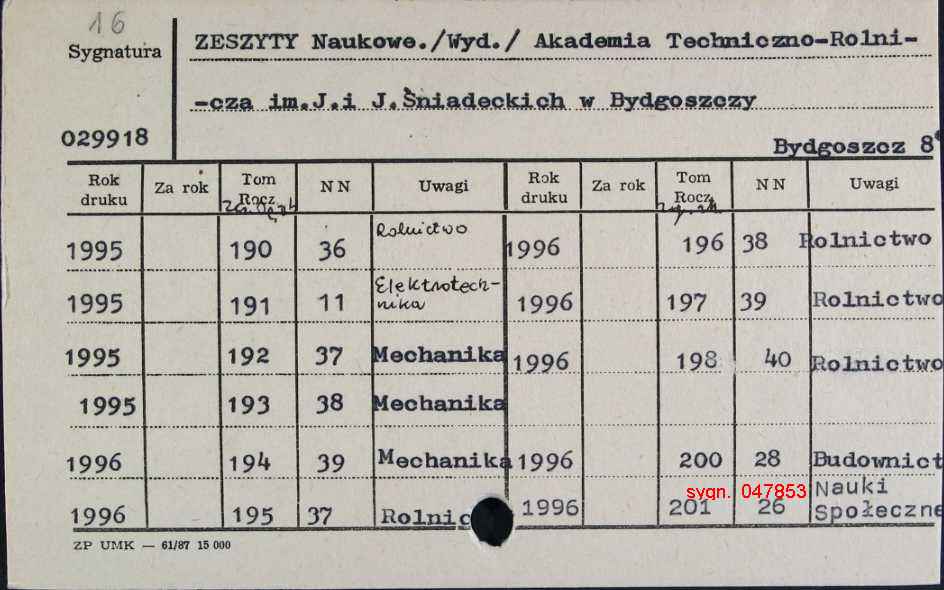 16
Sygnatura
ZESZYTY Naukowe./Wyd./ Akademia Techniczno-Rolni-
-cza im.J.i J.Śniadeckich w Bydgoszczy
029918
Bydgoszcz 8°
Rok druku Za rok Tom Rocz. NN Uwagi Rok druku Za rok Tom Rocz. NN Uwagi
1995 190 36 Rolnictwo 1996 196 38 Rolnictwo
1995 191 11 Elektrotech-nika 1996 197 39 Rolnictwo
1995 192 37 Mechanika 1996 198 40 Rolnictwo
1995 193 38 Mechanika
1996 194 39 Mechanika 1996 200 28 Budownict
sygn. 047853
1996 195 37 Rolnic 1996 201 26 Nauki Społeczne
ZP UMK — 61/87 15 000